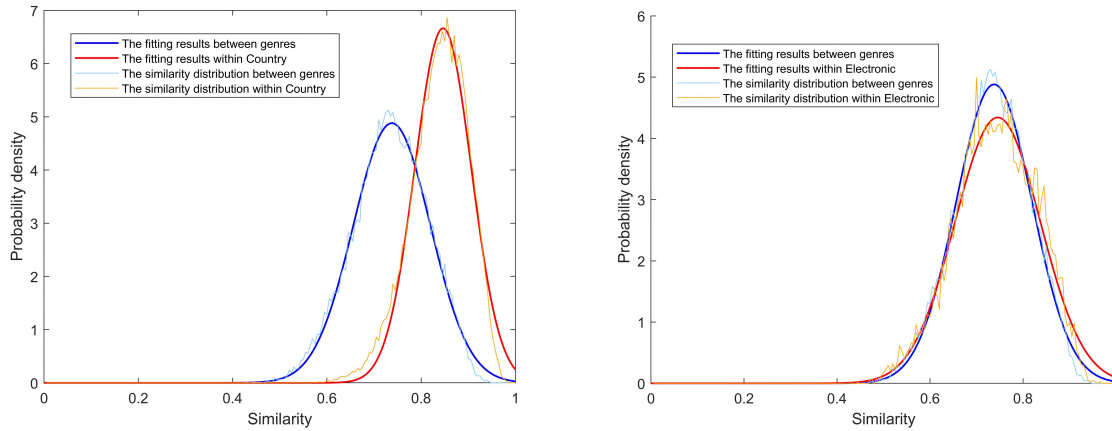 7
6
5
4
3
2
1
0
Probability density
The fitting results between genres
The fitting results within Country
The similarity distribution between genres
The similarity distribution within Country
0 0.2 0.4 0.6 0.8 1
Similarity
6
5
4
3
2
1
0
Probability density
The fitting results between genres
The fitting results within Electronic
The similarity distribution between genres
The similarity distribution within Electronic
0 0.2 0.4 0.6 0.8
Similarity